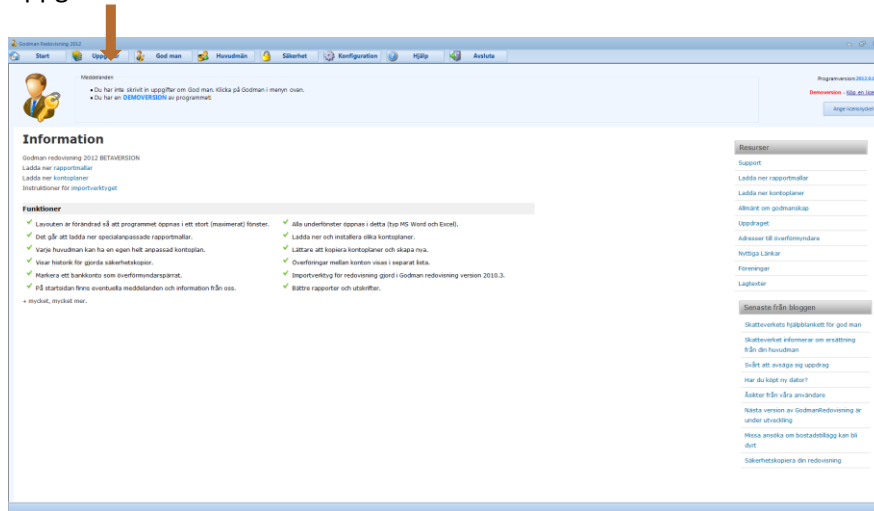 Godman Redovisning 2012
Start Uppgifter God man Huvudmän Säkerhet Konfiguration Hjälp Avsluta
Meddelanden
• Du har inte skrivit in uppgifter om God man. Klicka på Godman i menyn ovan.
• Du har en DEMOVERSION av programmet!
Programversion
Demoversion - Köp en
Ange licensnyckel
Information
Godman redovisning 2012 BETAVERSION
Ladda ner rapportmallar
Ladda ner kontoplaner
Instruktioner för importverktyget
Funktioner
Layouten är förändrad så att programmet öppnas i ett stort (maximerat) fönster.
Det går att ladda ner specialanpassade rapportmallar.
Varje huvudman kan ha en egen helt anpassad kontoplan.
Visar historik för gjorda säkerhetskopior.
Markera ett bankkonto som överförmyndarspärrat.
På startsidan finns eventuella meddelanden och information från oss.
+ mycket, mycket mer.
Alla underfönster öppnas i detta (typ MS Word och Excel).
Ladda ner och installera olika kontoplaner.
Lättare att kopiera kontoplaner och skapa nya.
Överföringar mellan konton visas i separat lista.
Importverktyg för redovisning gjord i Godman redovisning version 2010.3.
Bättre rapporter och utskrifter.
Resurser
Support
Ladda ner rapportmallar
Ladda ner kontoplaner
Allmänt om godmanskap
Uppdraget
Adresser till överförmyndare
Nyttiga Länkar
Föreningar
Lagtexter
Senaste från bloggen
Skatteverkets hjälpblankett för god man
Skatteverket informerar om ersättning
från din huvudman
Svårt att avsäga sig uppdrag
Har du köpt ny dator?
Åsikter från våra användare
Nästa version av GodmanRedovisning är
under utveckling
Missa ansöka om bostadstillägg kan bli
dyrt
Säkerhetskopiera din redovisning